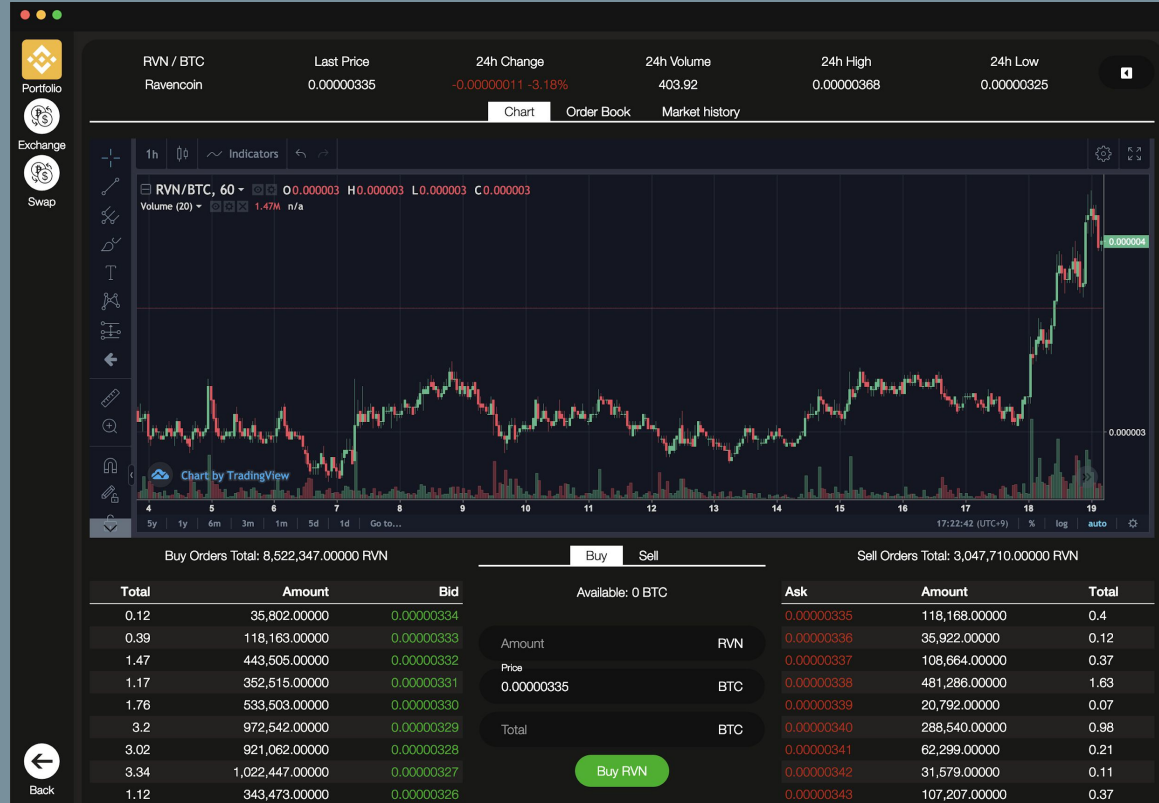 RVN / BTC Last Price 24h Change 24h Volume 24h High 24h Low
Ravencoin 0.00000335 -0.00000011 -3.18% 403.92 0.00000368 0.00000325
Portfolio
Exchange
Swap
Back
Chart Order Book Market history
1h Indicators
RVN/BTC, 60 O0.000003 H0.000003 L0.000003 C0.000003
Volume (20) 1.47M n/a
0.000004
0.000003
Chart by TradingView
4 5 6 7 8 9 10 11 12 13 14 15 16 17 18 19
5y 1y 6m 3m 1m 5d 1d Go to... 17:22:42 (UTC+9) % log auto
Buy Orders Total: 8,522,347.00000 RVN
Total Amount Bid
0.12 35,802.00000 0.00000334
0.39 118,163.00000 0.00000333
1.47 443,505.00000 0.00000332
1.17 352,515.00000 0.00000331
1.76 533,503.00000 0.00000330
3.2 972,542.00000 0.00000329
3.02 921,062.00000 0.00000328
3.34 1,022,447.00000 0.00000327
1.12 343,473.00000 0.00000326
Buy Sell
Available: 0 BTC
Amount RVN
Price
0.00000335 BTC
Total BTC
Buy RVN
Sell Orders Total: 3,047,710.00000 RVN
Ask Amount Total
0.00000335 118,168.00000 0.4
0.00000336 35,922.00000 0.12
0.00000337 108,664.00000 0.37
0.00000338 481,286.00000 1.63
0.00000339 20,792.00000 0.07
0.00000340 288,540.00000 0.98
0.00000341 62,299.00000 0.21
0.00000342 31,579.00000 0.11
0.00000343 107,207.00000 0.37